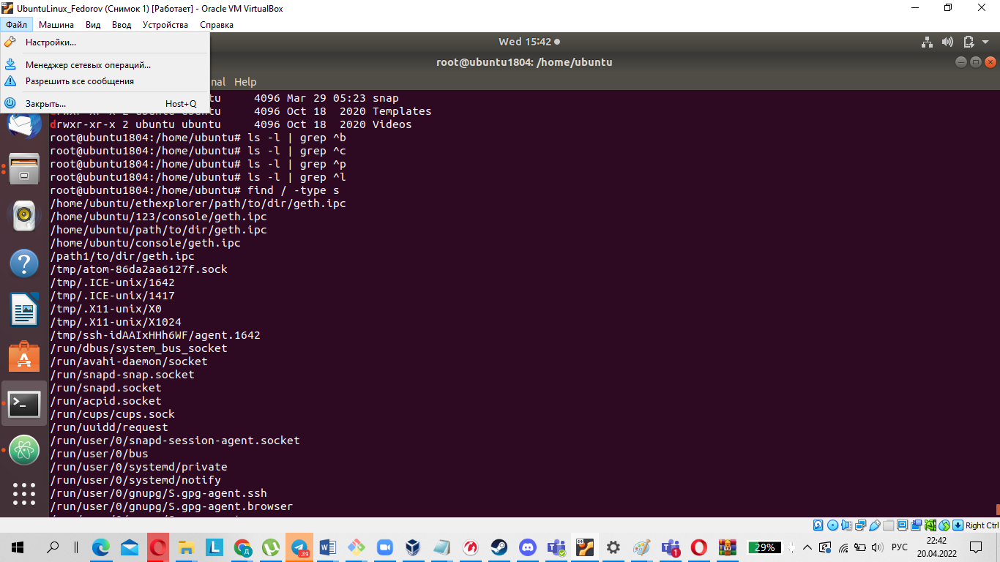 UbuntuLinux_Fedorov (Снимок 1) [Работает] - Oracle VM VirtualBox
Файл Машина Вид Ввод Устройства Справка
Настройки...
Менеджер сетевых операций...
Разрешить все сообщения
Закрыть... Host+Q
Wed 15:42
root@ubuntu1804: /home/ubuntu
Help
4096 Mar 29 05:23 snap
4096 Oct 18  2020 Templates
drwxr-xr-x 2 ubuntu ubuntu     4096 Oct 18  2020 Videos
root@ubuntu1804:/home/ubuntu# ls -l | grep ^b
root@ubuntu1804:/home/ubuntu# ls -l | grep ^c
root@ubuntu1804:/home/ubuntu# ls -l | grep ^p
root@ubuntu1804:/home/ubuntu# ls -l | grep ^l
root@ubuntu1804:/home/ubuntu# find / -type s
/home/ubuntu/ethexplorer/path/to/dir/geth.ipc
/home/ubuntu/123/console/geth.ipc
/home/ubuntu/path/to/dir/geth.ipc
/home/ubuntu/console/geth.ipc
/path1/to/dir/geth.ipc
/tmp/atom-86da2aa6127f.sock
/tmp/.ICE-unix/1642
/tmp/.ICE-unix/1417
/tmp/.X11-unix/X0
/tmp/.X11-unix/X1024
/tmp/ssh-idAAIxHHh6WF/agent.1642
/run/dbus/system_bus_socket
/run/avahi-daemon/socket
/run/snapd-snap.socket
/run/snapd.socket
/run/acpid.socket
/run/cups/cups.sock
/run/uuidd/request
/run/user/0/snapd-session-agent.socket
/run/user/0/bus
/run/user/0/systemd/private
/run/user/0/systemd/notify
/run/user/0/gnupg/S.gpg-agent.ssh
/run/user/0/gnupg/S.gpg-agent.browser
Right Ctrl
29%
РУС
22:42
20.04.2022